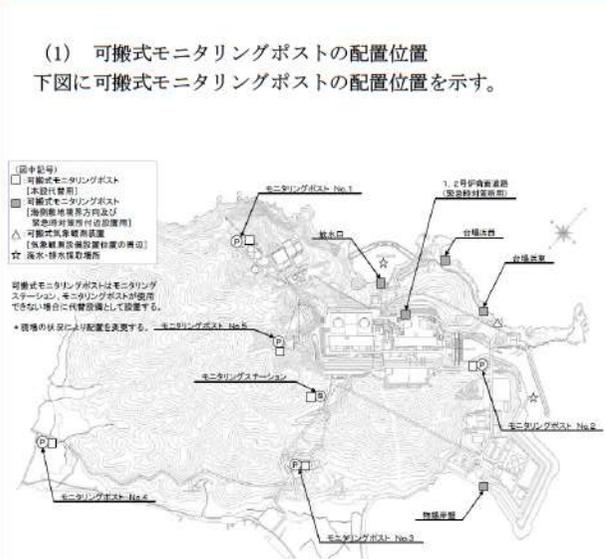 (1) 可搬式モニタリングポストの配置位置
下図に可搬式モニタリングポストの配置位置を示す。
(図中記号)
□ :可搬式モニタリングポスト
[本設代替用]
■ :可搬式モニタリングポスト
[海側敷地境界方向及び
緊急時対策所付近設置用]
△ :可搬式気象観測装置
[気象観測設備設置位置の周辺]
☆ 海水・排水採取場所
可搬式モニタリングポストはモニタリング
ステーション、モニタリングポストが使用
できない場合に代替設備として設置する。
*現場の状況により配置を変更する。
モニタリングポスト No.1
1,2号炉背面道路
(緊急時対策所用)
放水口
台場浜西
台場浜東
モニタリングポスト No.5
モニタリングステーション
モニタリングポスト No.2
モニタリングポスト No.4
物揚岸壁
モニタリングポスト No.3
P
P
S
P
P
P